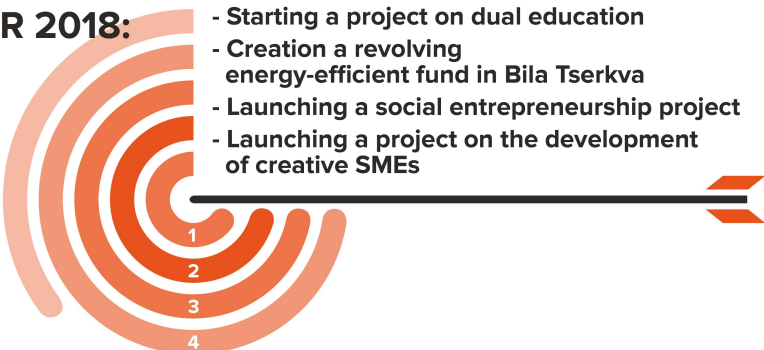 R 2018:
- Starting a project on dual education
- Creation a revolving
energy-efficient fund in Bila Tserkva
- Launching a social entrepreneurship project
- Launching a project on the development
of creative SMEs
1
2
3
4